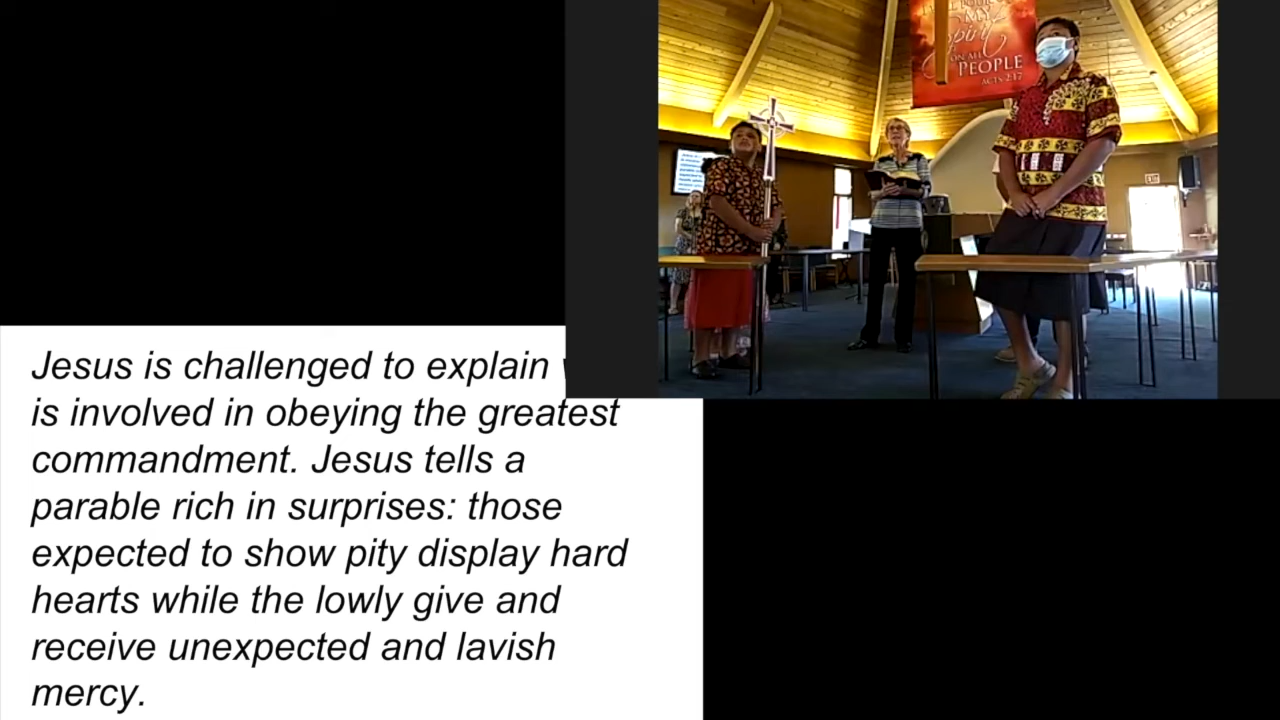 MY
Spirit
ON ALL
PEOPLE
ACTS 2:17
EXIT
Jesus is challenged to explain
is involved in obeying the greatest
commandment. Jesus tells a
parable rich in surprises: those
expected to show pity display hard
hearts while the lowly give and
receive unexpected and lavish
mercy.